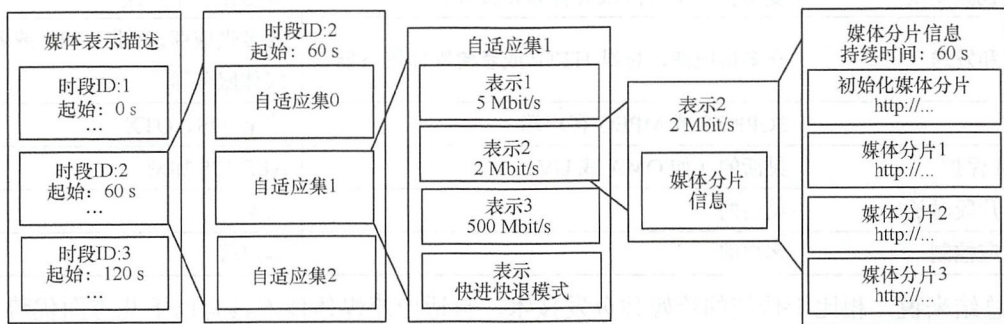 媒体表示描述
时段ID:1
起始：0 s
...
时段ID:2
起始：60 s
...
时段ID:3
起始：120 s
时段ID:2
起始：60 s
自适应集0
自适应集1
自适应集2
自适应集1
表示1
5 Mbit/s
表示2
2 Mbit/s
表示3
500 Mbit/s
表示
快进快退模式
表示2
2 Mbit/s
媒体分片
信息
媒体分片信息
持续时间：60 s
初始化媒体分片
http://...
媒体分片1
http://...
媒体分片2
http://...
媒体分片3
http://...